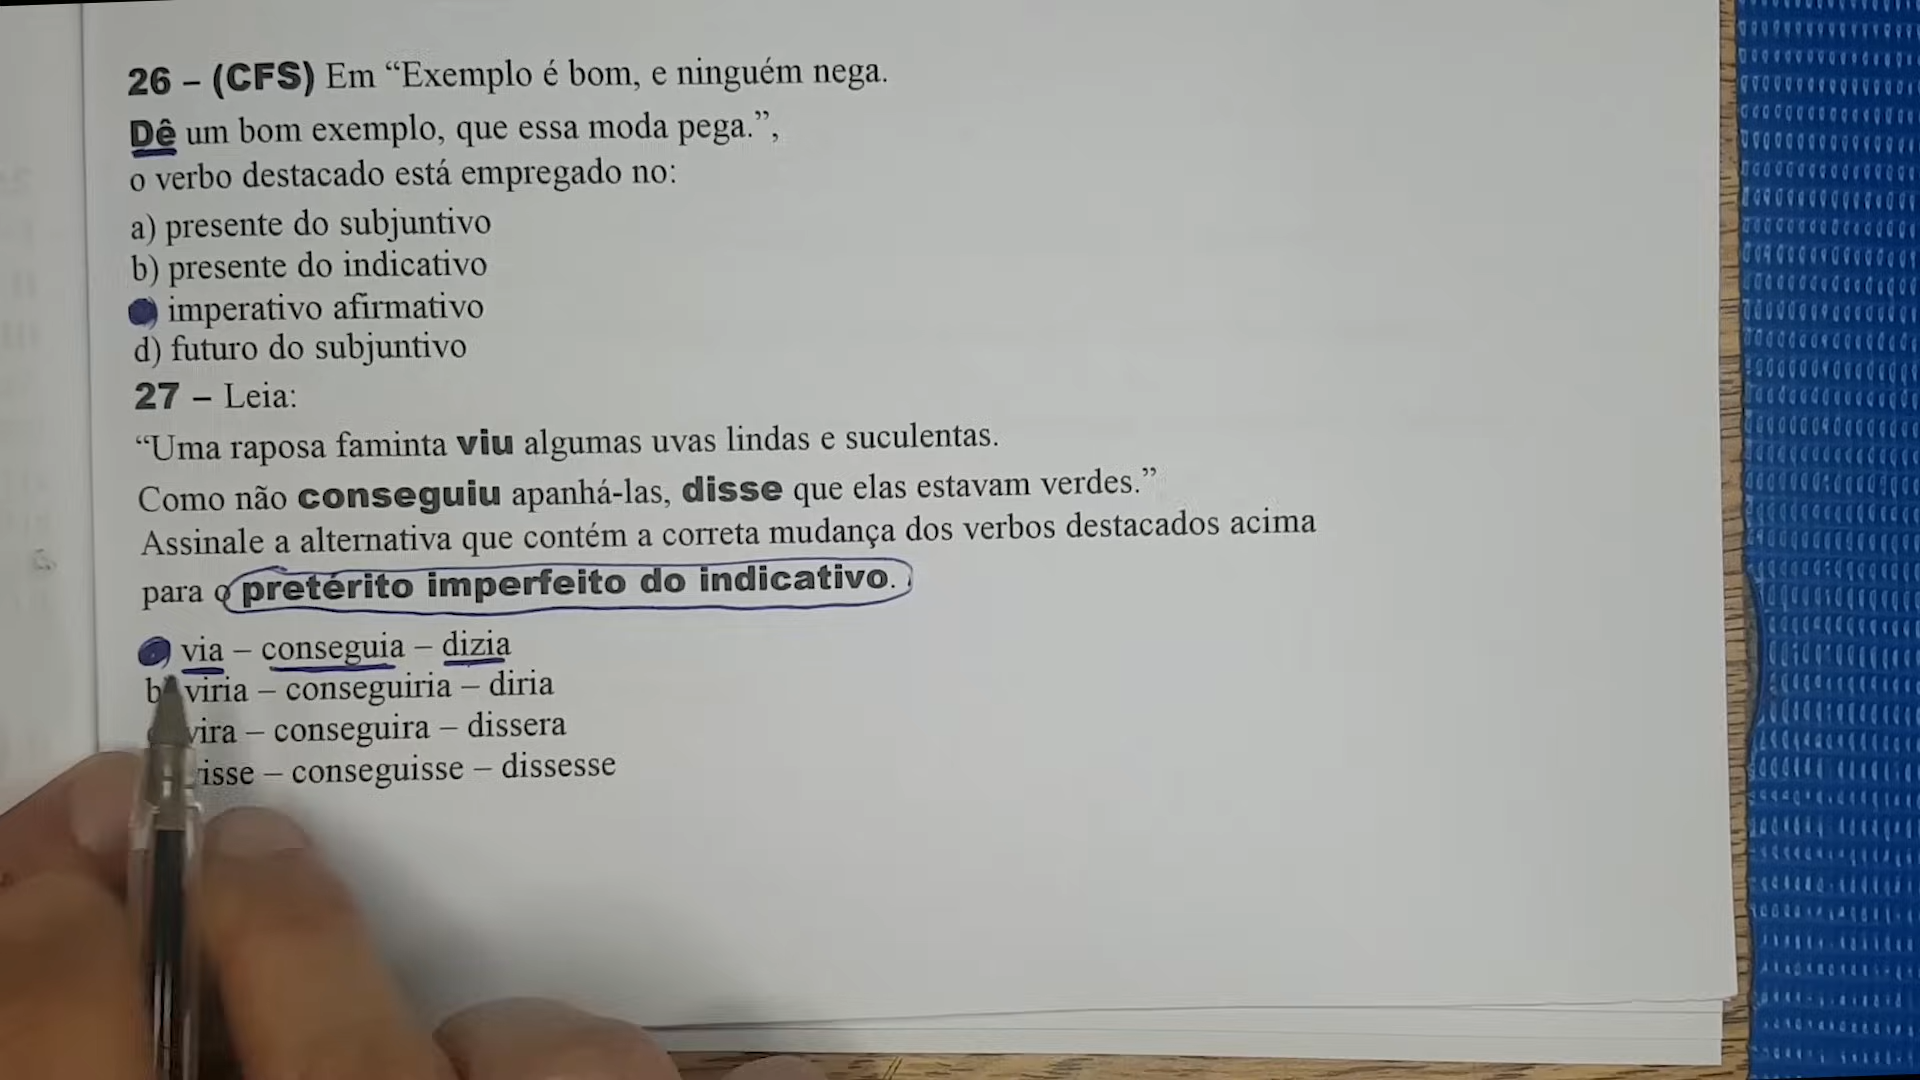 26 – (CFS) Em “Exemplo é bom, e ninguém nega.
Dê um bom exemplo, que essa moda pega.”,
o verbo destacado está empregado no:
a) presente do subjuntivo
b) presente do indicativo
imperativo afirmativo
d) futuro do subjuntivo
27 – Leia:
“Uma raposa faminta viu algumas uvas lindas e suculentas.
Como não conseguiu apanhá-las, disse que elas estavam verdes.”
Assinale a alternativa que contém a correta mudança dos verbos destacados acima
para o pretérito imperfeito do indicativo.
via – conseguia – dizia
b) viria – conseguiria – diria
vira – conseguira – dissera
– conseguisse – dissesse